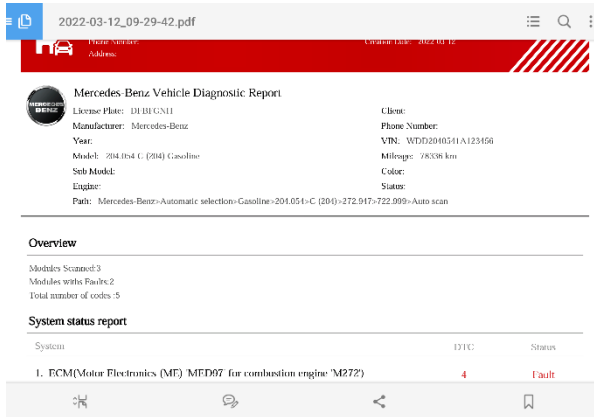 2022-03-12_09-29-42.pdf
Phone Number:
Creation Date: 2022 03 12
Address:
MERCEDES BENZ
Mercedes-Benz Vehicle Diagnostic Report
License Plate:
Client:
Manufacturer: Mercedes-Benz
Phone Number:
Year:
VIN: WDD2040541A123456
Model: 204.054 C (204) Gasoline
Mileage: 78336 km
Sub Model:
Color:
Engine:
Status:
Path: Mercedes-Benz>Automatic selection>Gasoline>204.054>C (204)>272.947>722.999>Auto scan
Overview
Modules Scanned:3
Modules withs Faults:2
Total number of codes :5
System status report
System DTC Status
1. ECM(Motor Electronics (ME) 'MED97' for combustion engine 'M272') 4 Fault